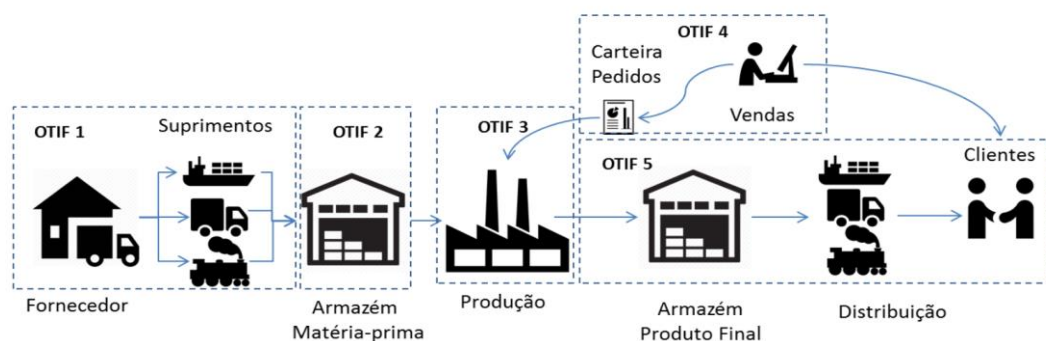 OTIF 4
Carteira
Pedidos
Vendas
OTIF 1
Suprimentos
OTIF 2
OTIF 3
OTIF 5
Clientes
Fornecedor
Armazém
Matéria-prima
Produção
Armazém
Produto Final
Distribuição